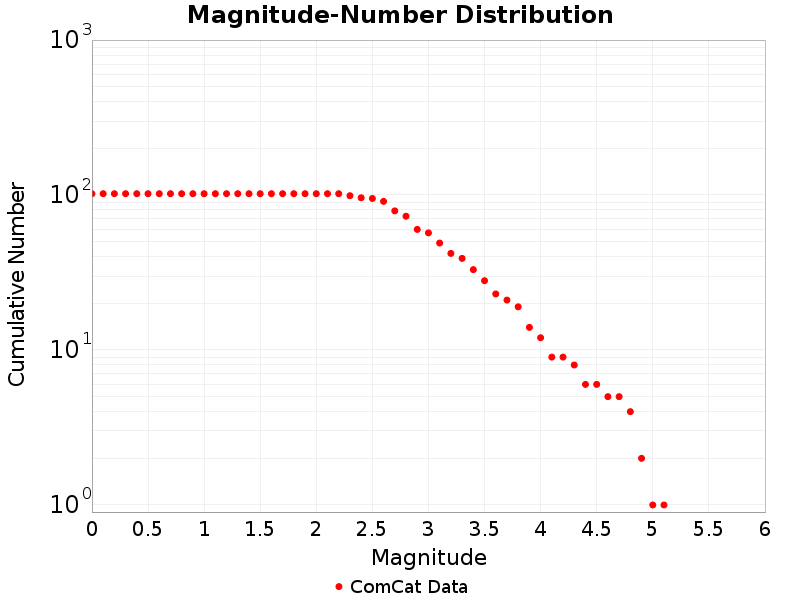 Magnitude-Number Distribution
Cumulative Number
10^3
10^2
10^1
10^0
0 0.5 1 1.5 2 2.5 3 3.5 4 4.5 5 5.5 6
Magnitude
ComCat Data